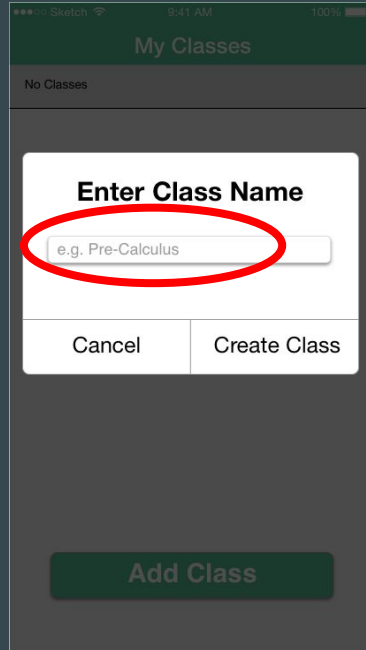 Sketch 9:41 AM 100%
My Classes
No Classes
Enter Class Name
e.g. Pre-Calculus
Cancel Create Class
Add Class